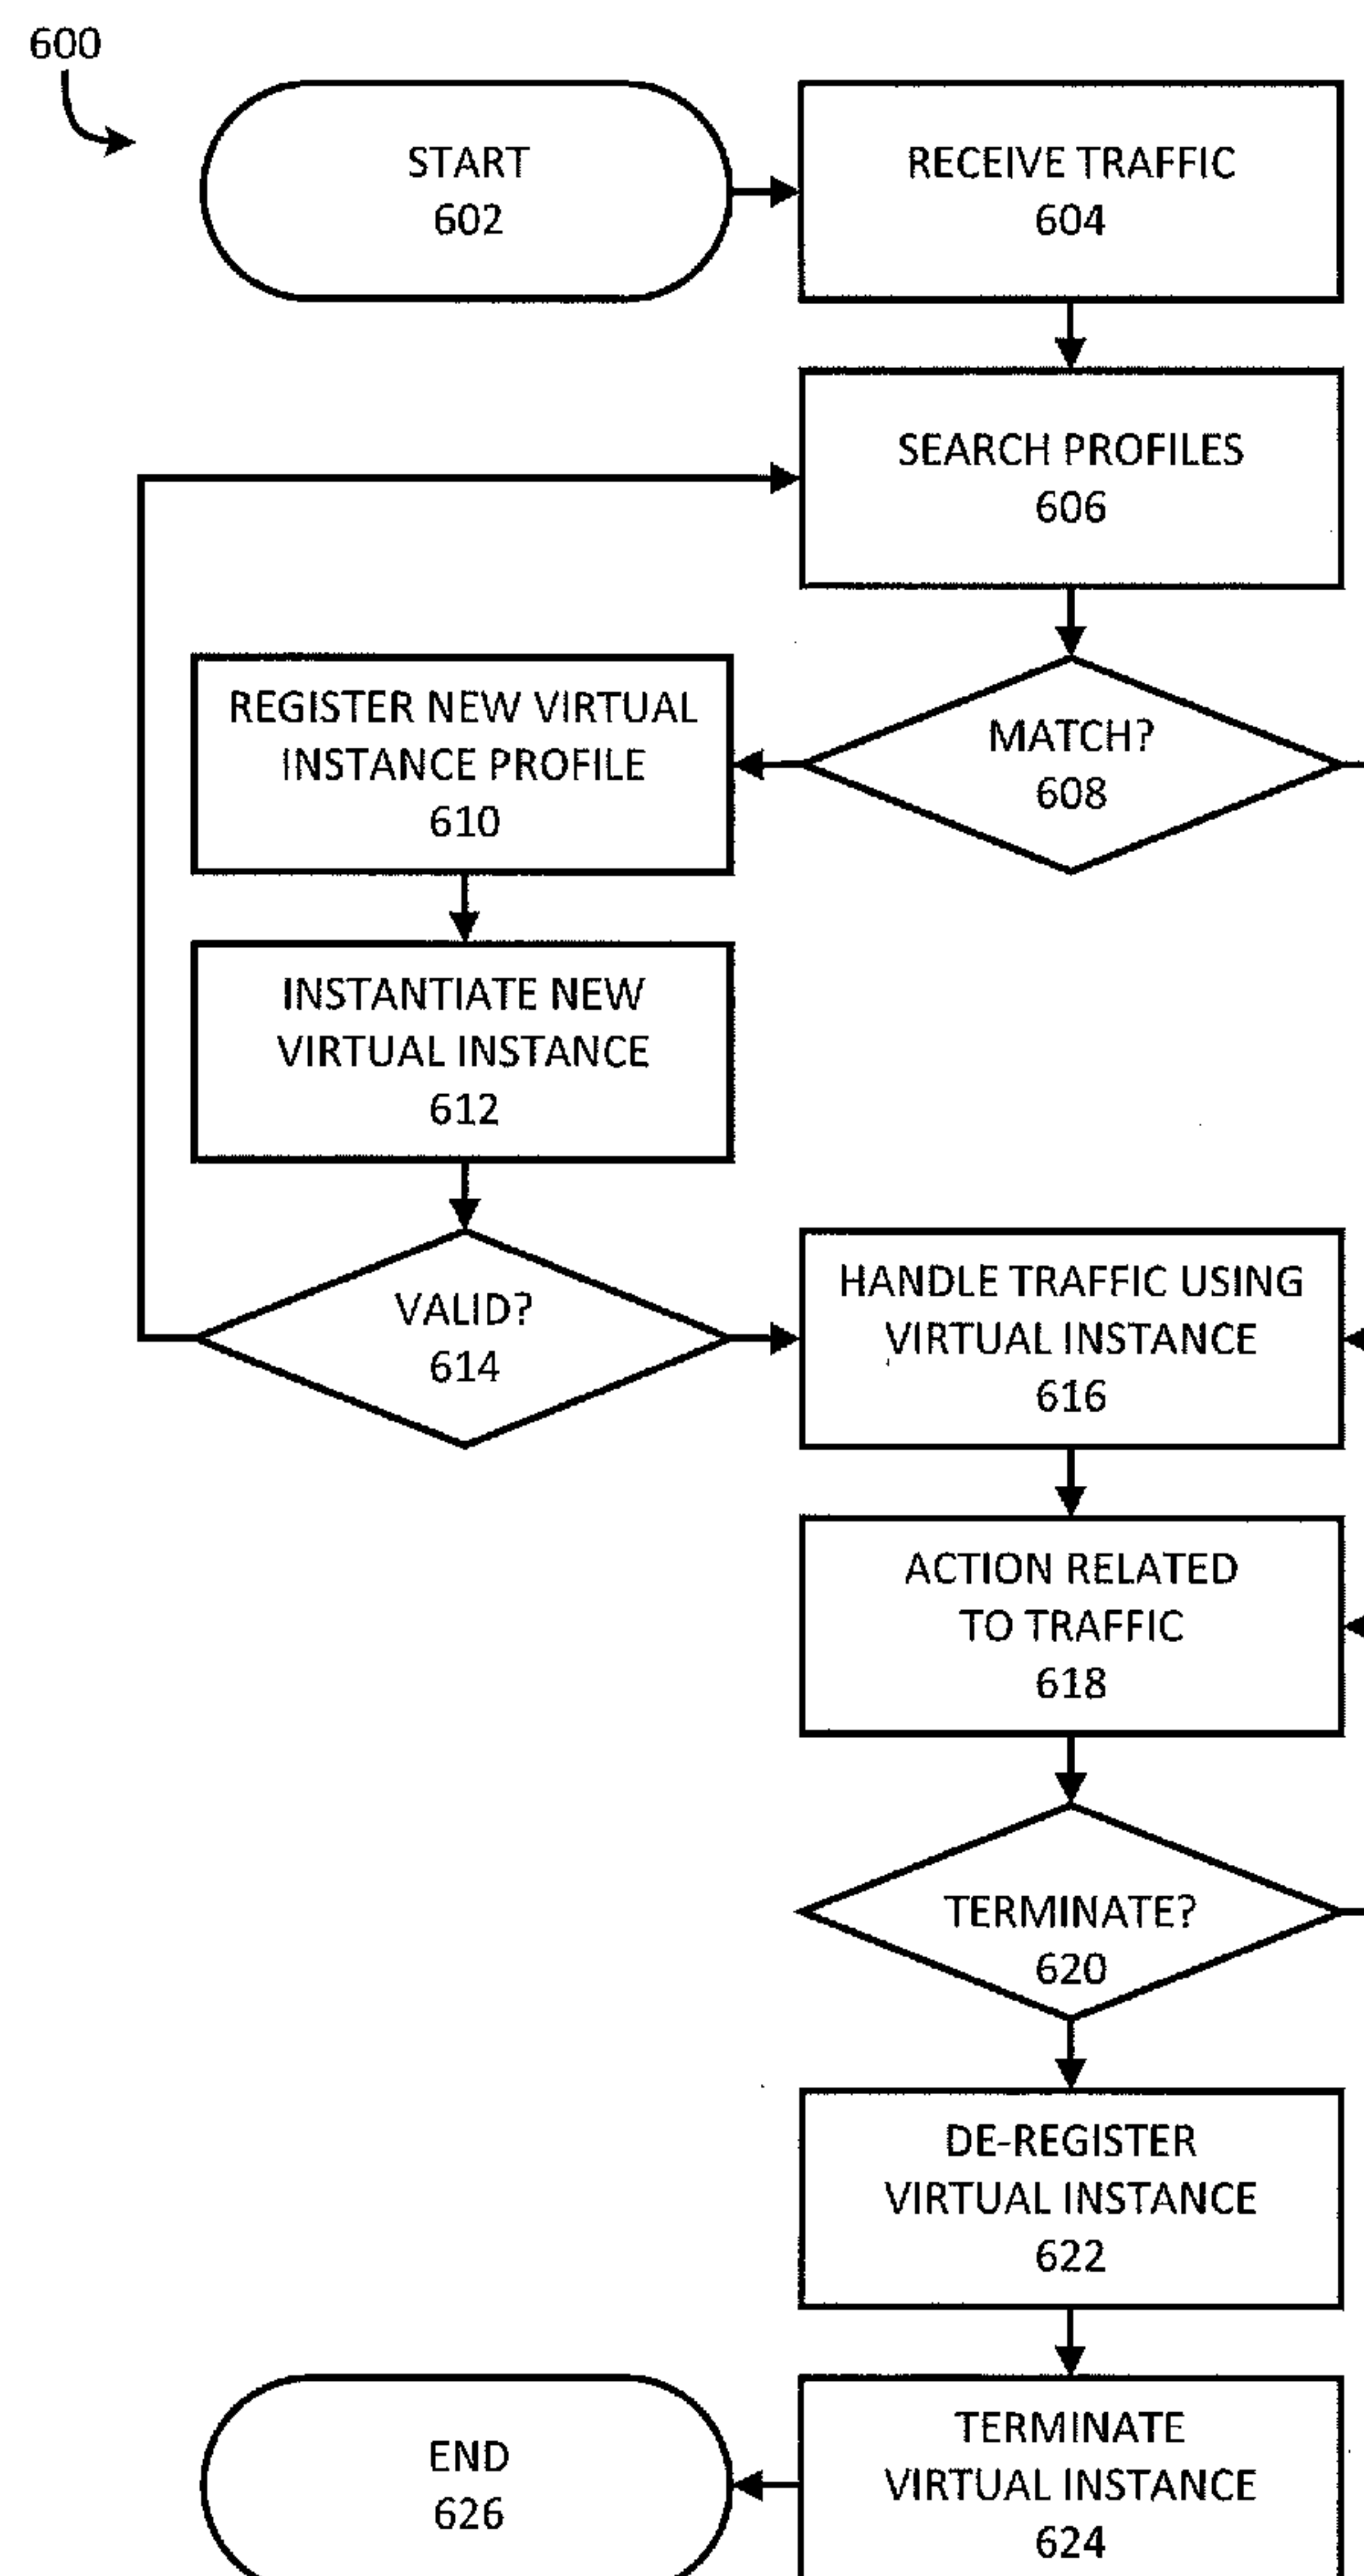 600
START
602
RECEIVE TRAFFIC
604
SEARCH PROFILES
606
MATCH?
608
REGISTER NEW VIRTUAL
INSTANCE PROFILE
610
INSTANTIATE NEW
VIRTUAL INSTANCE
612
VALID?
614
HANDLE TRAFFIC USING
VIRTUAL INSTANCE
616
ACTION RELATED
TO TRAFFIC
618
TERMINATE?
620
DE-REGISTER
VIRTUAL INSTANCE
622
TERMINATE
VIRTUAL INSTANCE
624
END
626